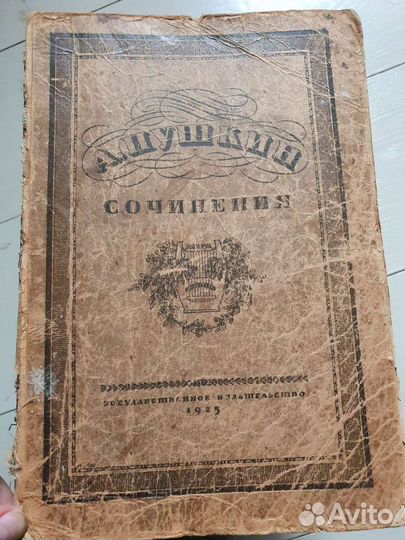 А. ПУШКИН
СОЧИНЕНИЯ
ГОСУДАРСТВЕННОЕ ИЗДАТЕЛЬСТВО
1925
Avito